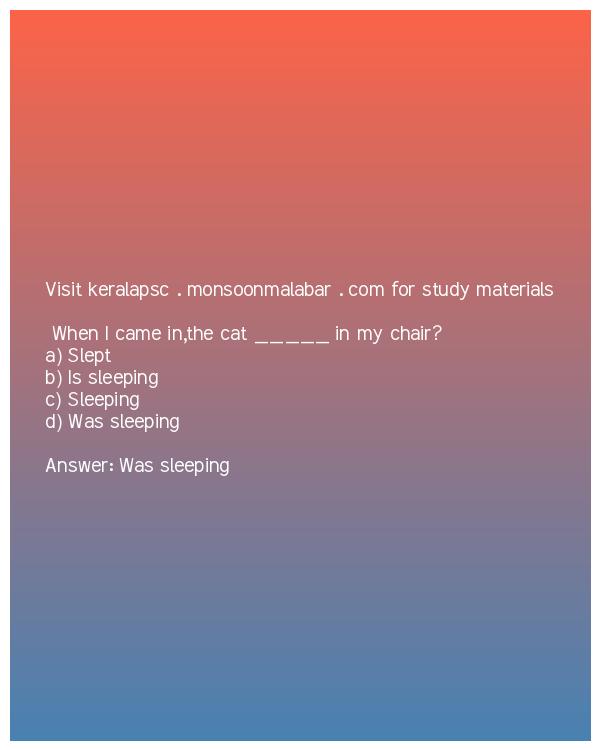 Visit keralapsc . monsoonmalabar . com for study materials
When I came in,the cat _____ in my chair?
a) Slept
b) Is sleeping
c) Sleeping
d) Was sleeping
Answer: Was sleeping